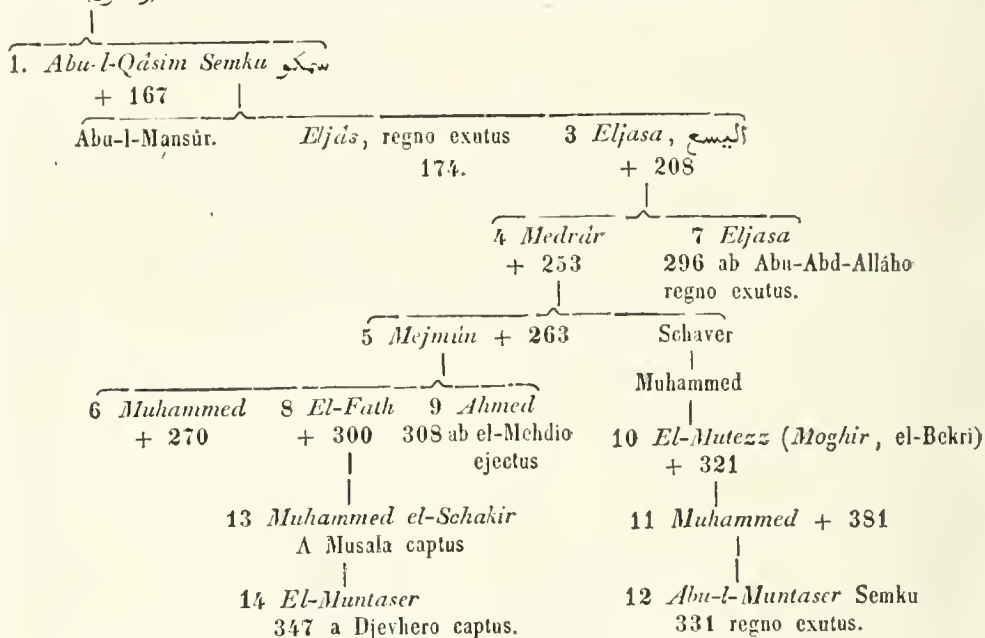 1. Abu-l-Qâsim Semku سمكو
+ 167
Abu-l-Mansûr. Eljâs, regno exutus 3 Eljasa, اليسع
174. + 208
4 Medrár 7 Eljasa
+ 253 296 ab Abu-Abd-Alláho
regno exutus.
5 Mejmún + 263 Schaver
Muhammed
6 Muhammed 8 El-Fath 9 Ahmed
+ 270 + 300 308 ab el-Mehdio
ejectus
10 El-Mutezz (Moghir, el-Bekri)
+ 321
13 Muhammed el-Schakir 11 Muhammed + 381
A Musala captus
14 El-Muntaser 12 Abu-l-Muntaser Semku
347 a Djevhero captus. 331 regno exutus.